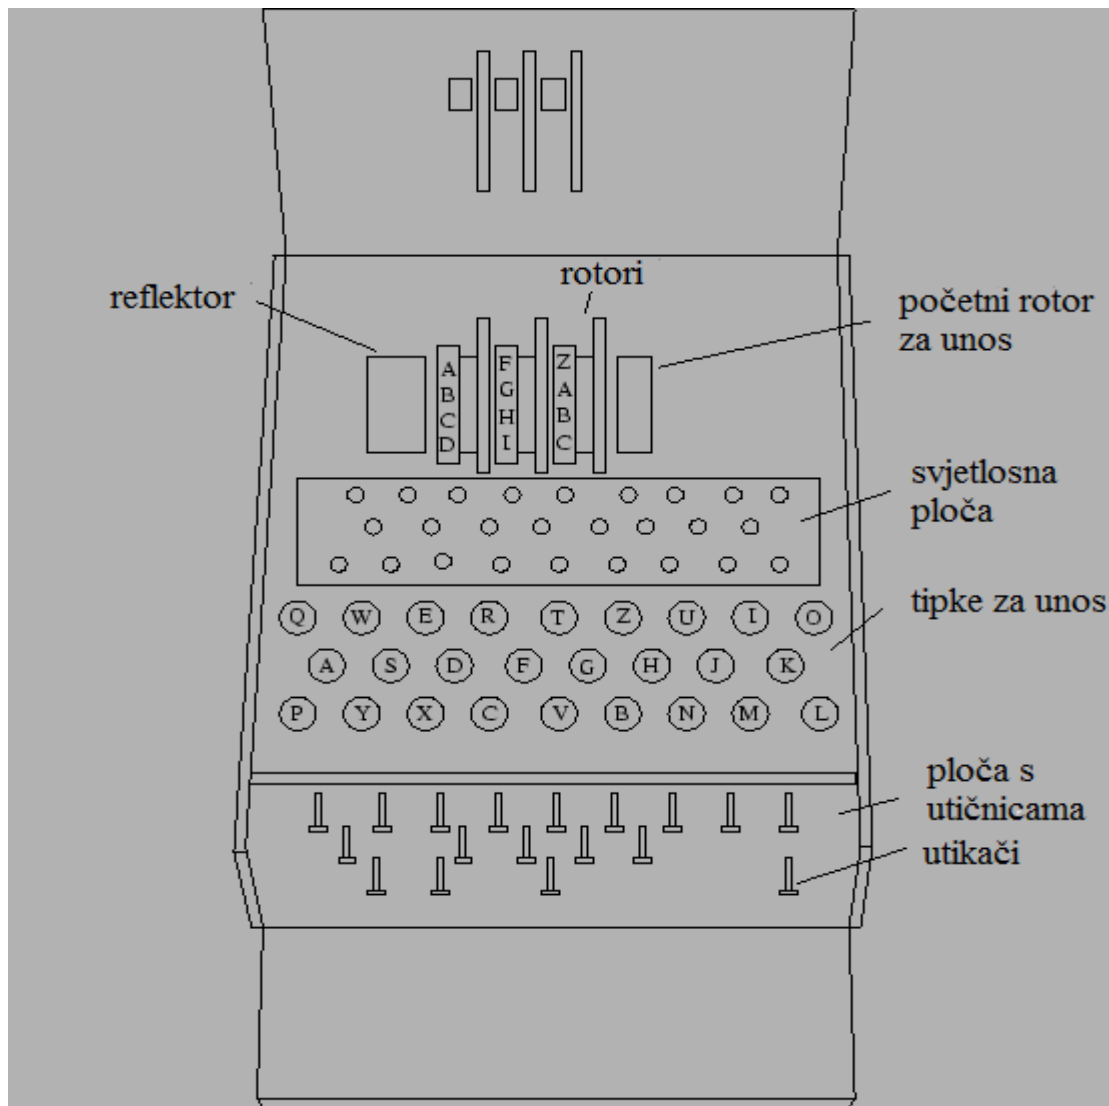 rotori
reflektor
početni rotor
za unos
A F Z
B G A
C H B
D I C
svjetlosna
ploča
tipke za unos
Q W E R T Z U I O
A S D F G H J K
P Y X C V B N M L
ploča s
utičnicama
utikači